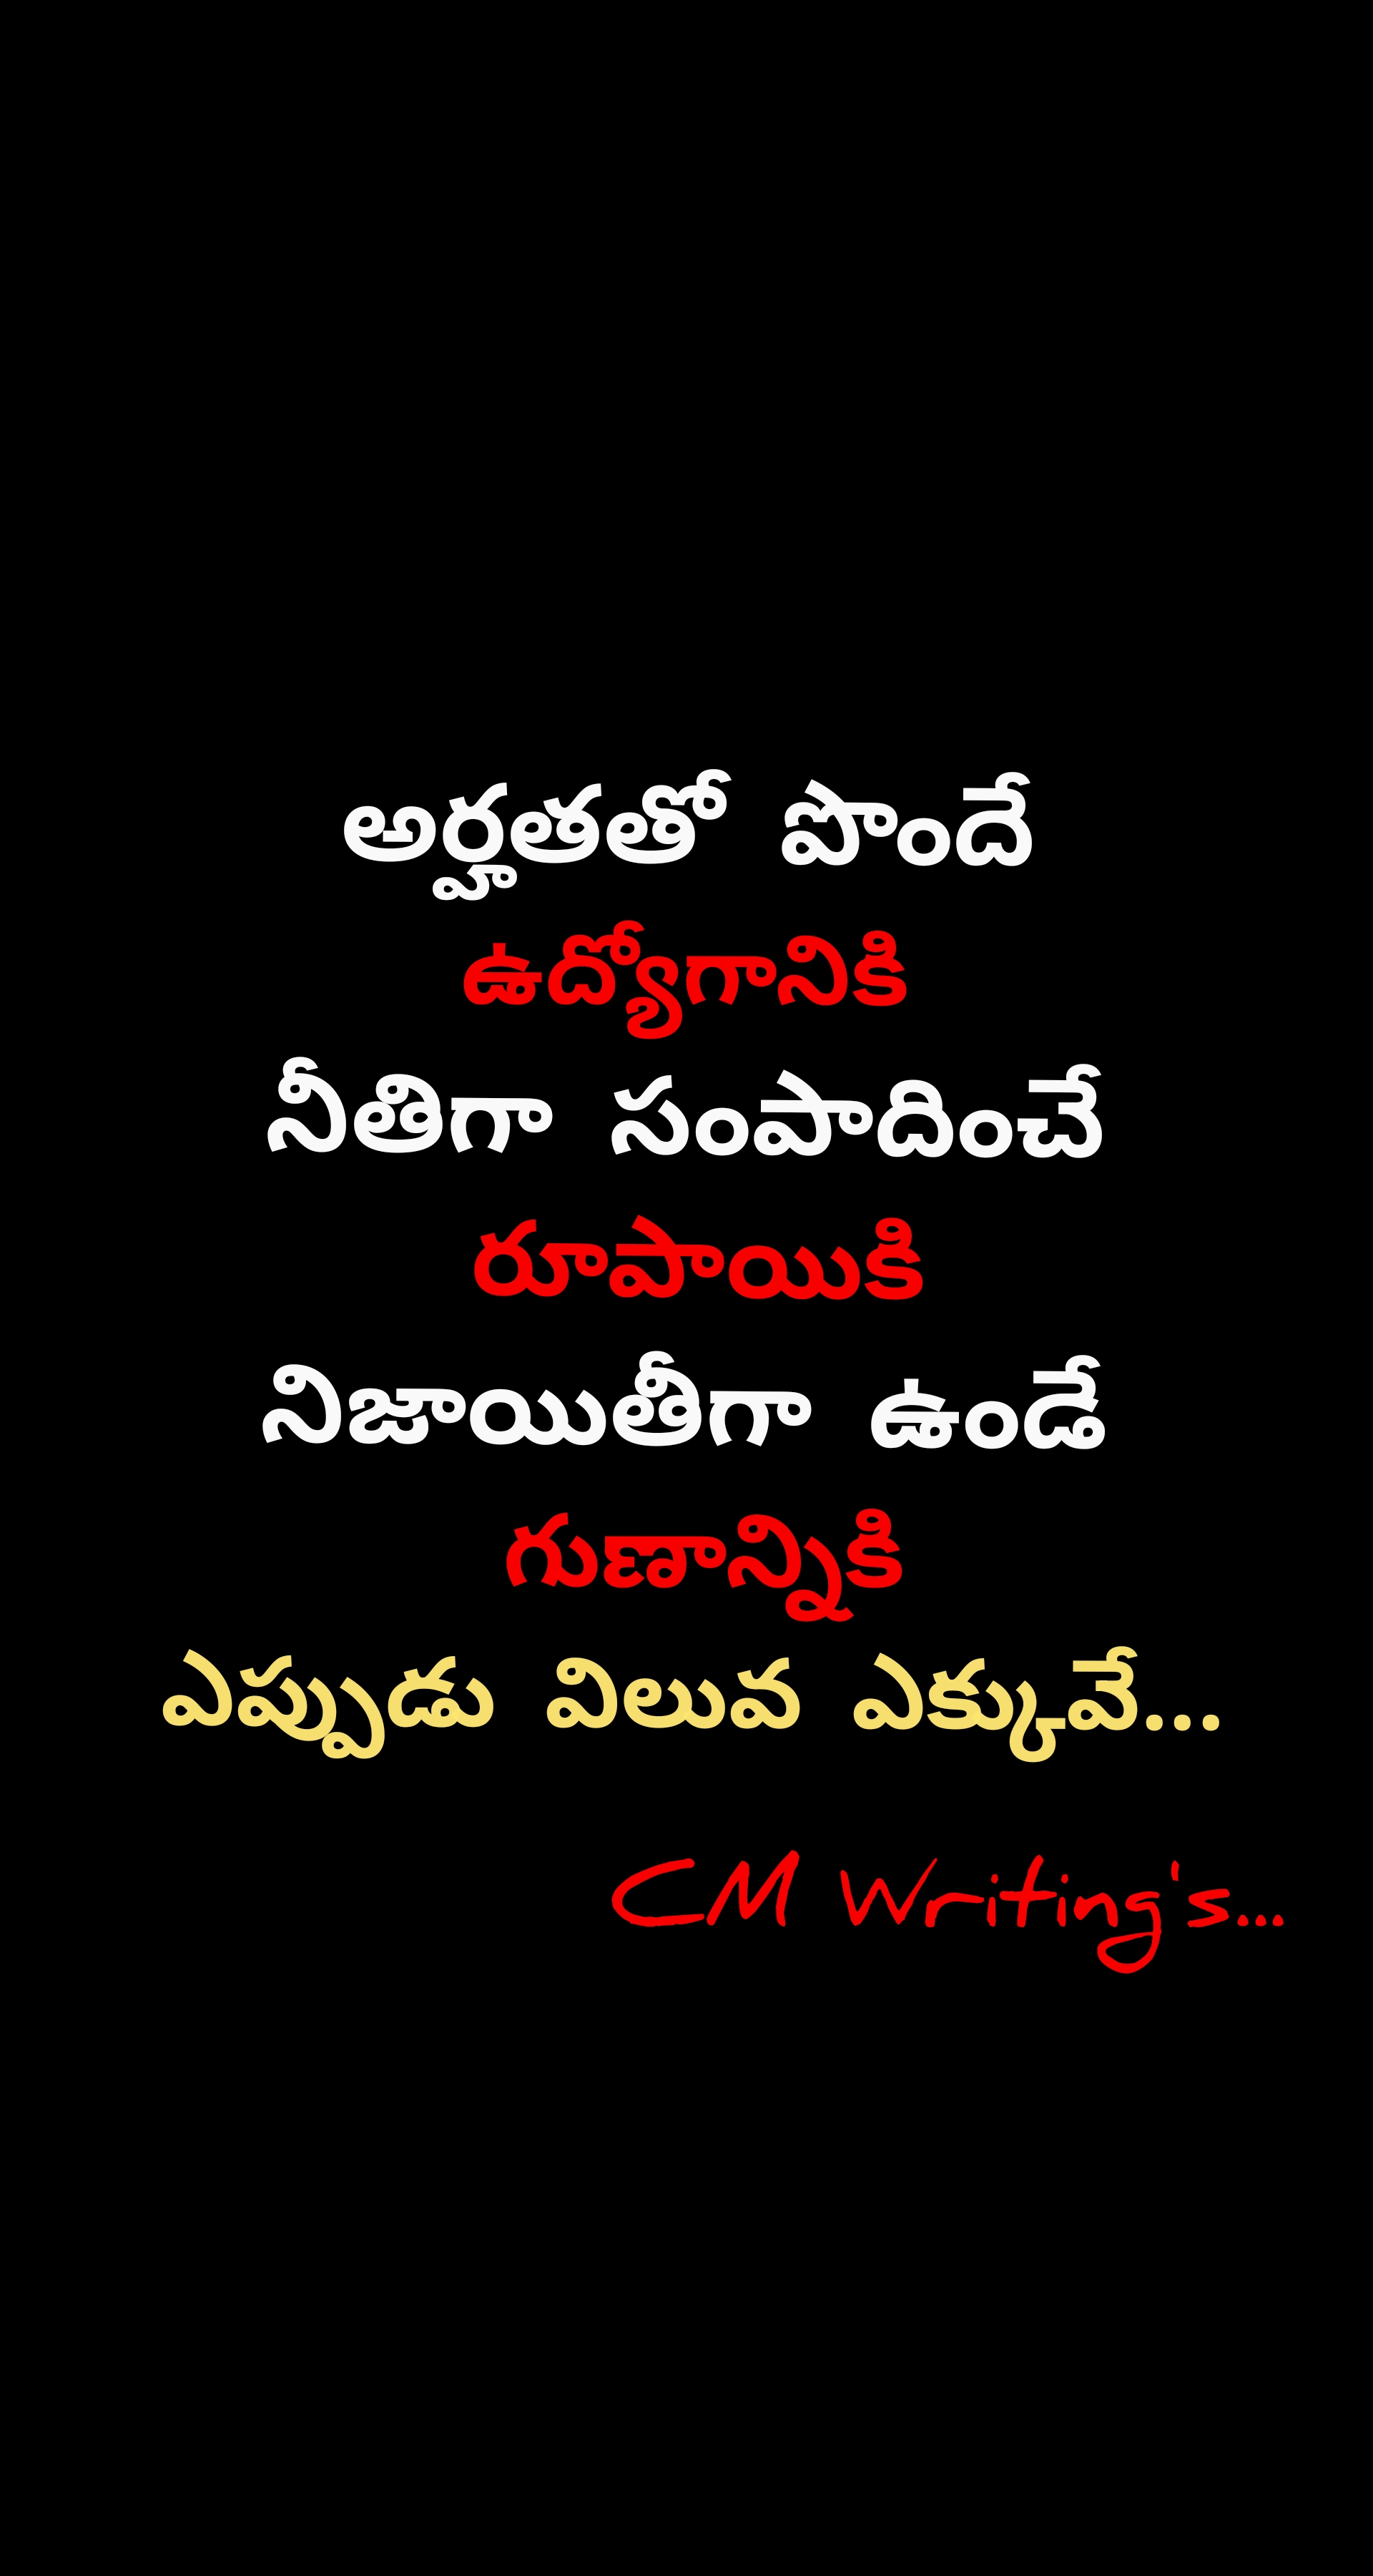 అర్హతతో పొందే
ఉద్యోగానికి
నీతిగా సంపాదించే
రూపాయికి
నిజాయితీగా ఉండే
గుణాన్నికి
ఎప్పుడు విలువ ఎక్కువే...
CM Writing's...